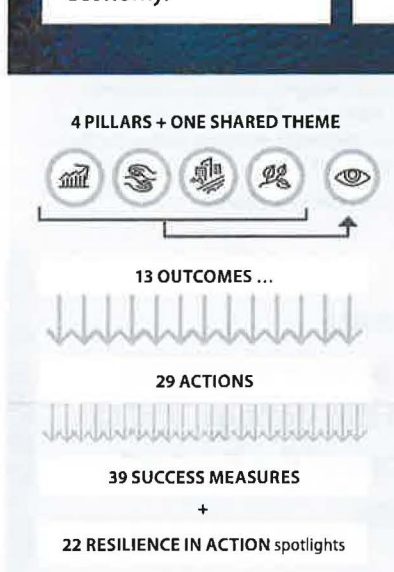 4 PILLARS + ONE SHARED THEME
13 OUTCOMES ...
29 ACTIONS
39 SUCCESS MEASURES
+
22 RESILIENCE IN ACTION spotlights